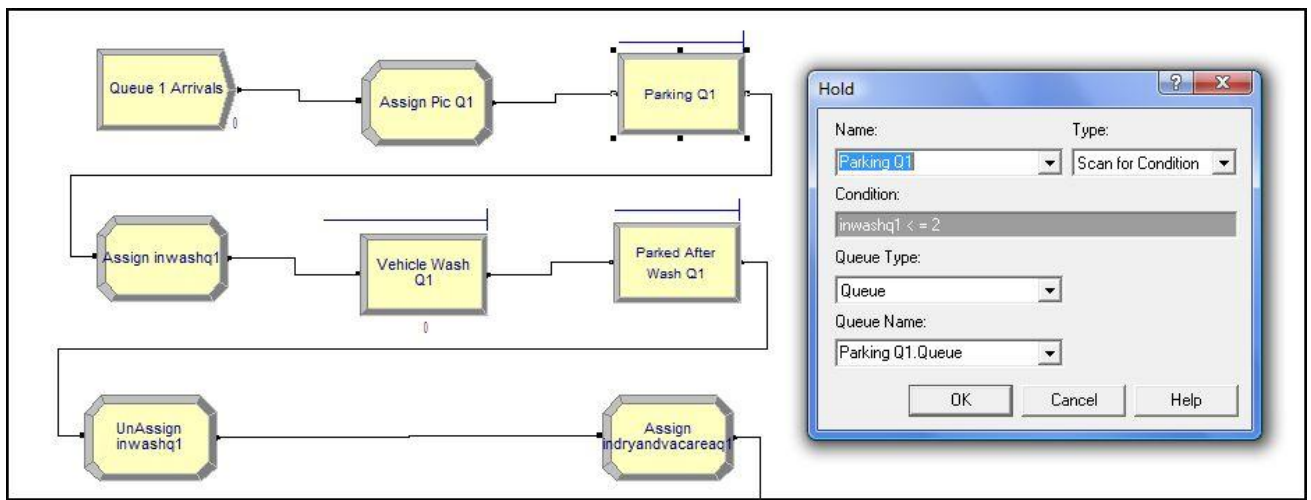 Queue 1 Arrivals
0
Assign Pic Q1
Parking Q1
Assign inwashq1
Vehicle Wash
Q1
0
Parked After
Wash Q1
UnAssign
inwashq1
Assign
indryandvacareaq1
Hold
?
X
Name:
Type:
Parking Q1
Scan for Condition
Condition:
inwashq1 < = 2
Queue Type:
Queue
Queue Name:
Parking Q1.Queue
OK
Cancel
Help